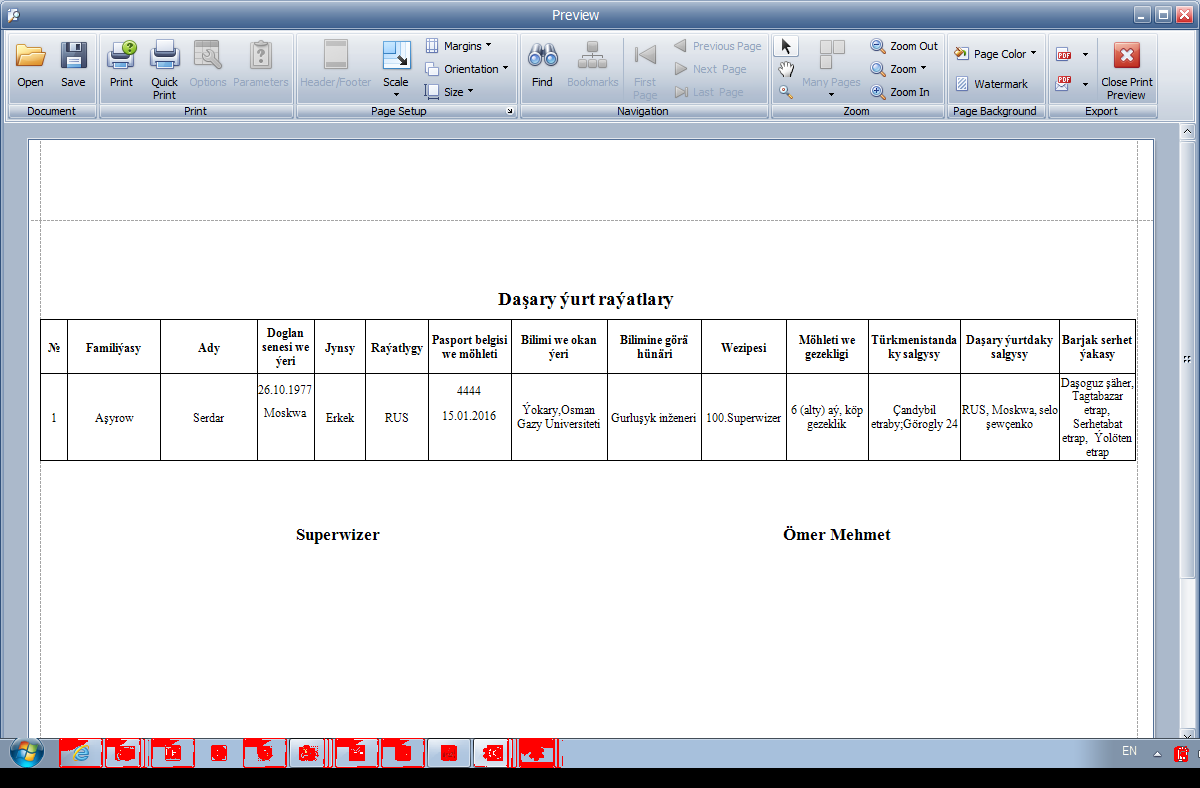 Preview
Open
Save
Document
Print
Quick Print
Options
Parameters
Print
Header/Footer
Scale
Margins
Orientation
Size
Page Setup
Find
Bookmarks
First Page
Previous Page
Next Page
Last Page
Navigation
Many Pages
Zoom Out
Zoom
Zoom In
Zoom
Page Color
Watermark
Page Background
PDF
PDF
Export
Close Print Preview
Daşary ýurt raýatlary
№
Familiýasy
Ady
Doglan senesi we ýeri
Jynsy
Raýatlygy
Pasport belgisi we möhleti
Bilimi we okan ýeri
Bilimine görä hünäri
Wezipesi
Möhleti we gezekligi
Türkmenistanda ky salgysy
Daşary ýurtdaky salgysy
Barjak serhet ýakasy
1
Aşyrow
Serdar
26.10.1977
Moskwa
Erkek
RUS
4444
15.01.2016
Ýokary,Osman Gazy Universiteti
Gurluşyk inženeri
100.Superwizer
6 (alty) aý, köp gezeklik
Çandybil etraby;Görogly 24
RUS, Moskwa, selo şewçenko
Daşoguz şäher, Tagtabazar etrap, Serhetabat etrap, Ýolöten etrap
Superwizer
Ömer Mehmet
EN